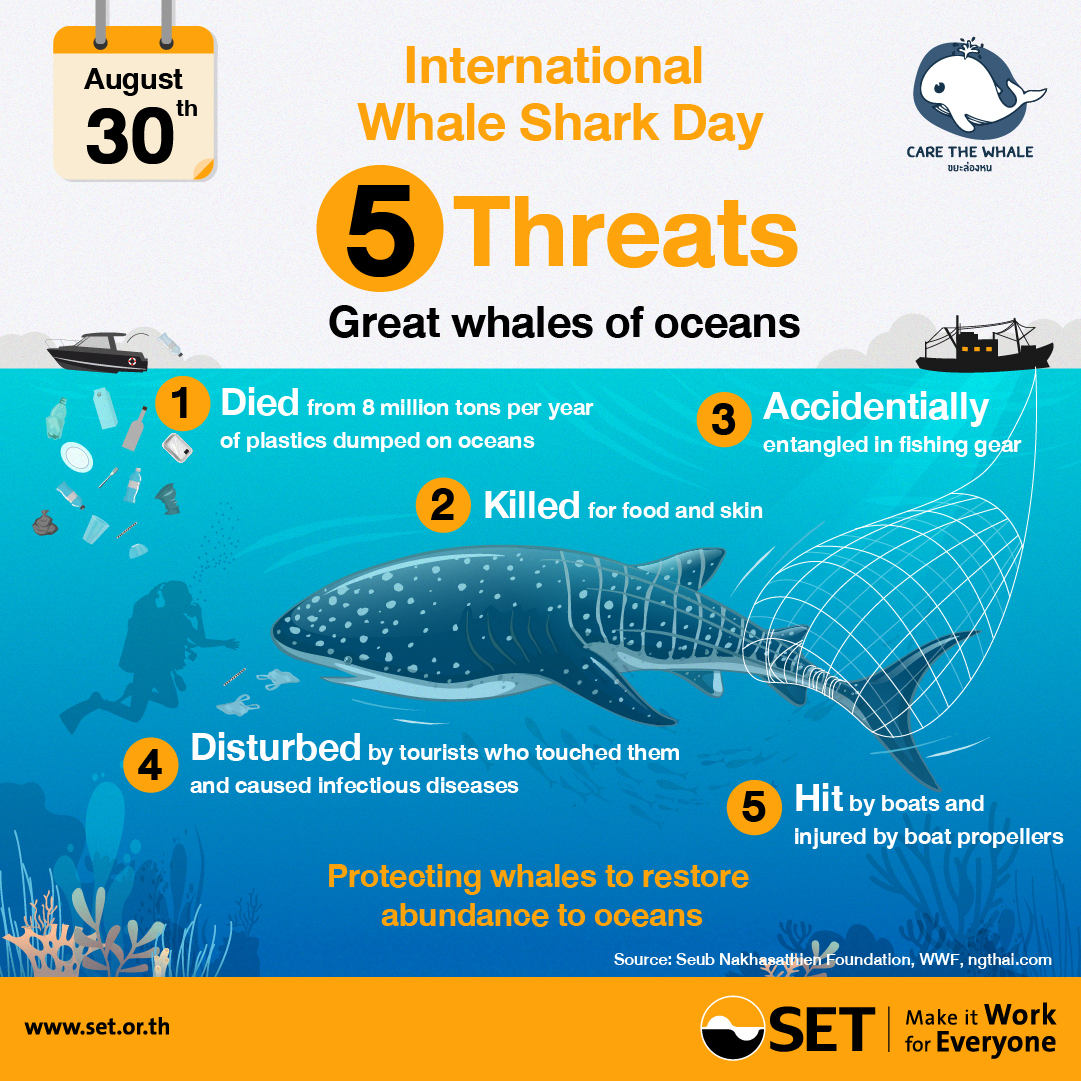 August
30th
International
Whale Shark Day
CARE THE WHALE
ขยะล่องหน
5 Threats
Great whales of oceans
1 Died from 8 million tons per year
of plastics dumped on oceans
2 Killed for food and skin
3 Accidentially
entangled in fishing gear
4 Disturbed by tourists who touched them
and caused infectious diseases
5 Hit by boats and
injured by boat propellers
Protecting whales to restore
abundance to oceans
Source: Seub Nakhasathien Foundation, WWF, ngthai.com
www.set.or.th
SET
Make it Work
for Everyone